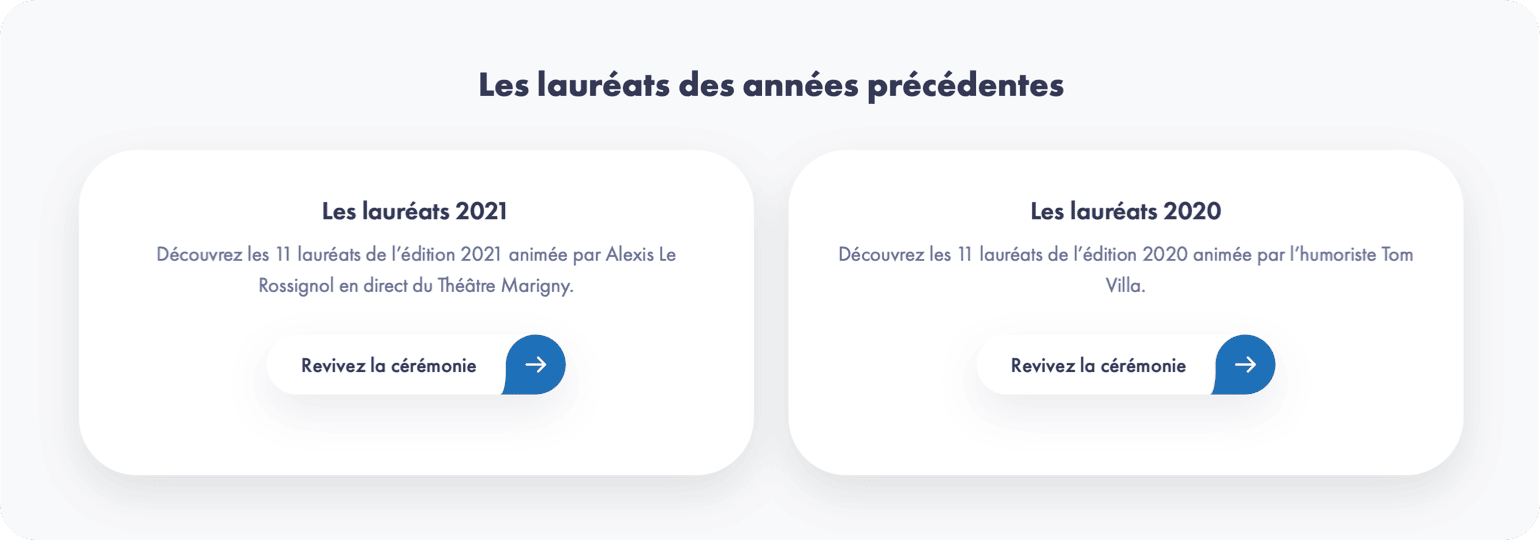 Les lauréats des années précédentes
Les lauréats 2021
Découvrez les 11 lauréats de l’édition 2021 animée par Alexis Le
Rossignol en direct du Théâtre Marigny.
Revivez la cérémonie
Les lauréats 2020
Découvrez les 11 lauréats de l’édition 2020 animée par l’humoriste Tom
Villa.
Revivez la cérémonie